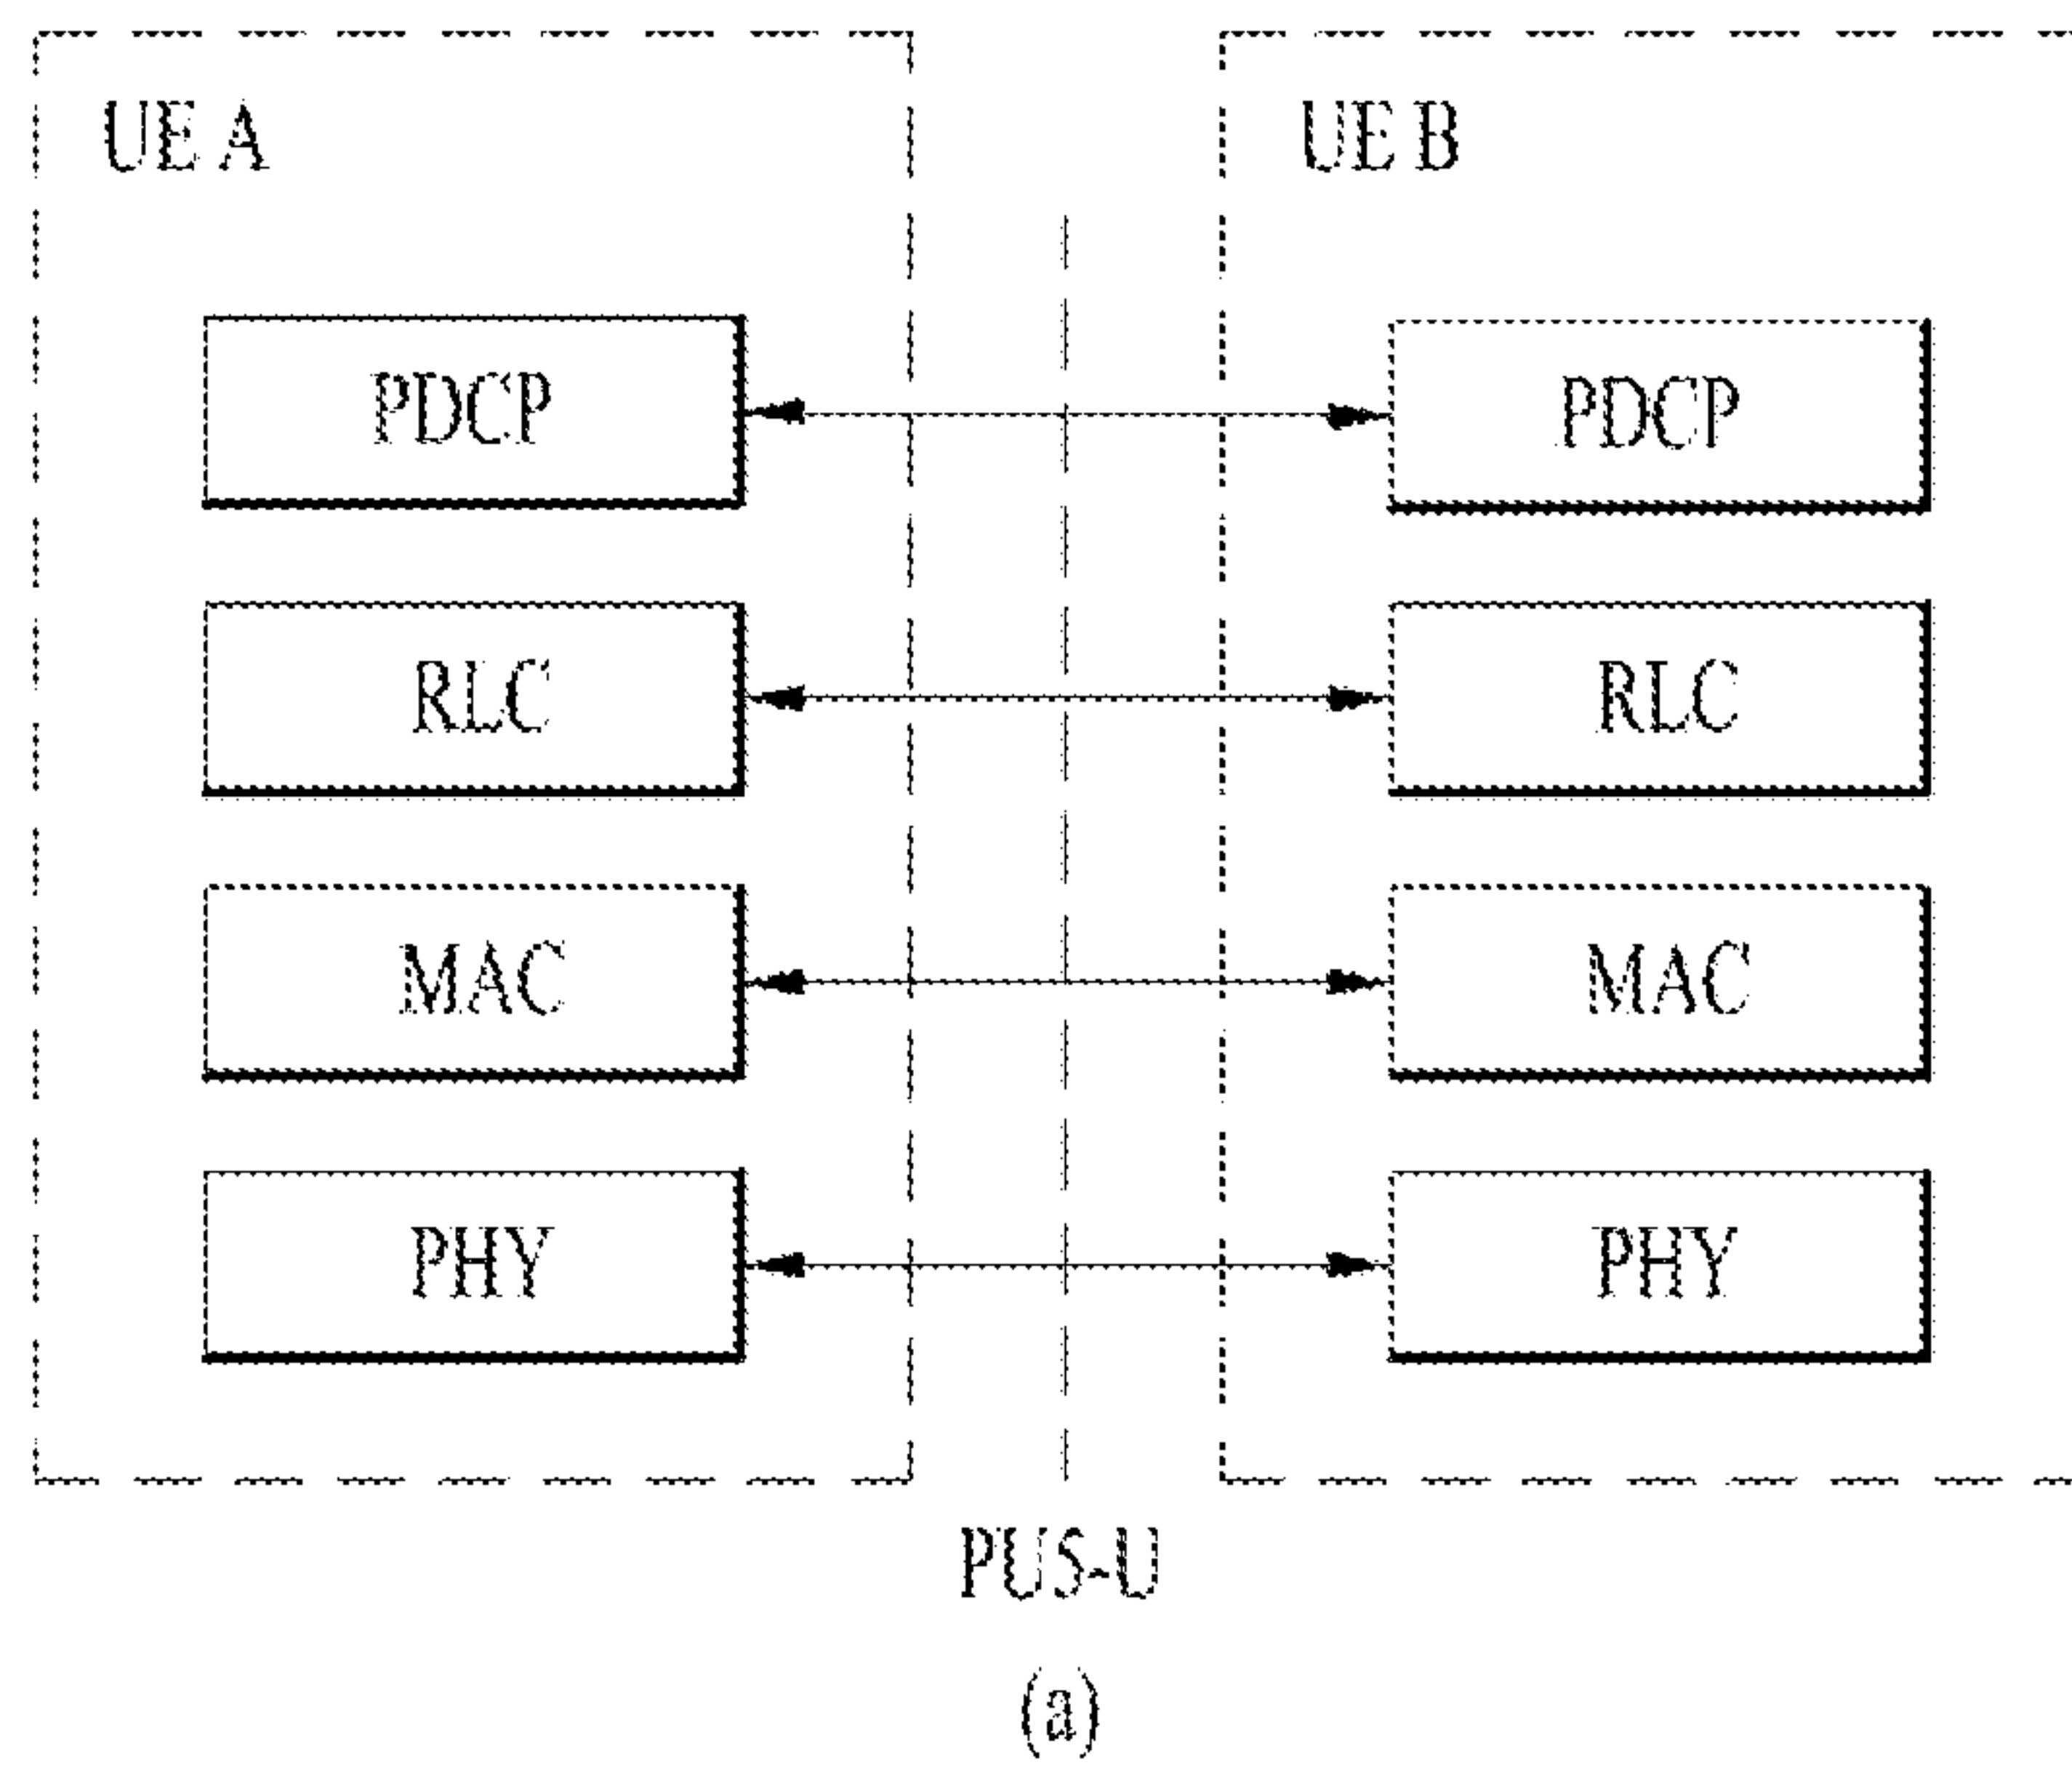 UE A
UE B
PDCP
PDCP
RLC
RLC
MAC
MAC
PHY
PHY
PUS-U
(a)